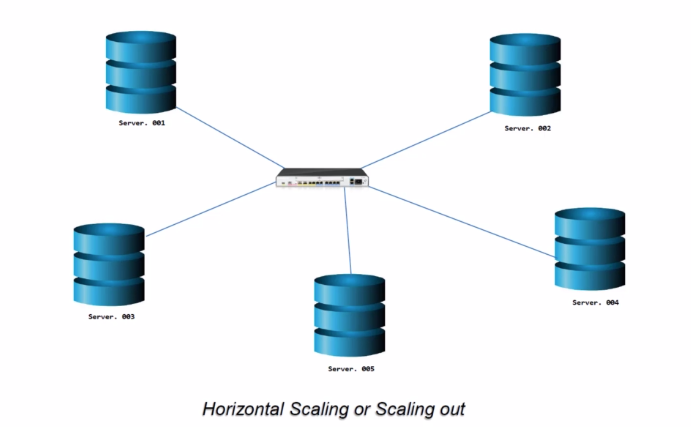 Server. 001
Server. 002
Server. 003
Server. 004
Server. 005
Horizontal Scaling or Scaling out